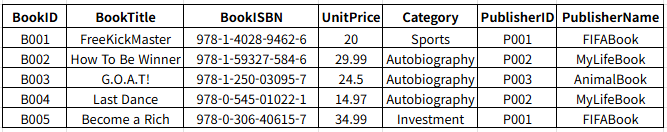 BookID BookTitle BookISBN UnitPrice Category PublisherID PublisherName
B001 FreeKickMaster 978-1-4028-9462-6 20 Sports P001 FIFABook
B002 How To Be Winner 978-1-59327-584-6 29.99 Autobiography P002 MyLifeBook
B003 G.O.A.T! 978-1-250-03095-7 24.5 Autobiography P003 AnimalBook
B004 Last Dance 978-0-545-01022-1 14.97 Autobiography P002 MyLifeBook
B005 Become a Rich 978-0-306-40615-7 34.99 Investment P001 FIFABook